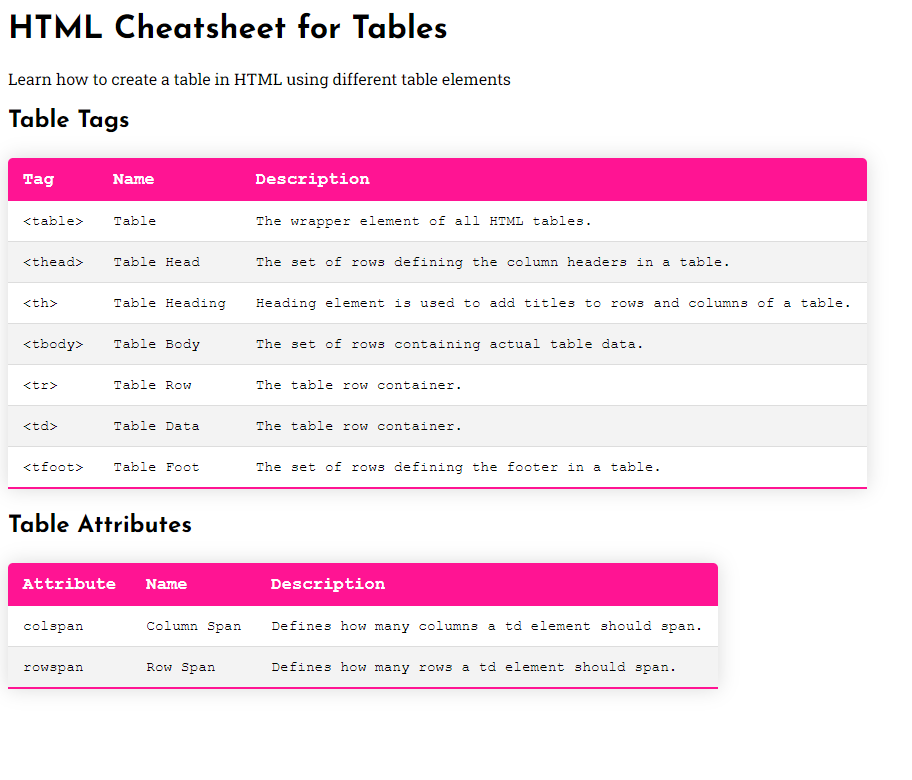 HTML Cheatsheet for Tables
Learn how to create a table in HTML using different table elements
Table Tags
Tag Name Description
<table> Table The wrapper element of all HTML tables.
<thead> Table Head The set of rows defining the column headers in a table.
<th> Table Heading Heading element is used to add titles to rows and columns of a table.
<tbody> Table Body The set of rows containing actual table data.
<tr> Table Row The table row container.
<td> Table Data The table row container.
<tfoot> Table Foot The set of rows defining the footer in a table.
Table Attributes
Attribute Name Description
colspan Column Span Defines how many columns a td element should span.
rowspan Row Span Defines how many rows a td element should span.